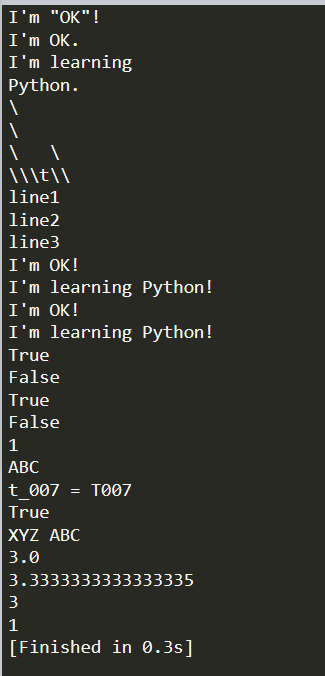 I'm "OK"!
I'm OK.
I'm learning
Python.
\
\
\   \
\\\t\\
line1
line2
line3
I'm OK!
I'm learning Python!
I'm OK!
I'm learning Python!
True
False
True
False
1
ABC
t_007 = T007
True
XYZ ABC
3.0
3.3333333333333335
3
1
[Finished in 0.3s]